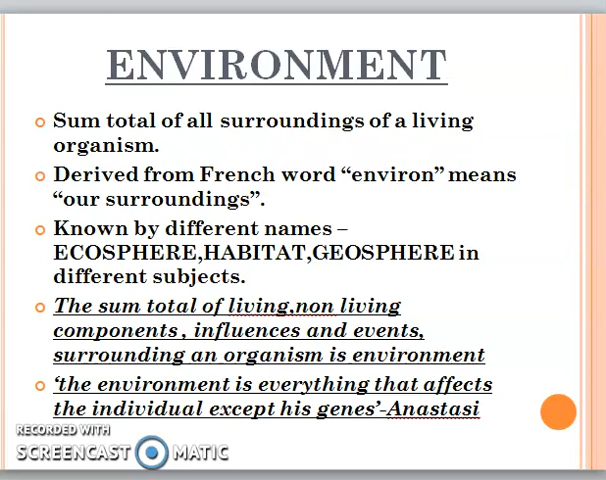 ENVIRONMENT
Sum total of all surroundings of a living
organism.
Derived from French word “environ” means
“our surroundings”.
Known by different names –
ECOSPHERE,HABITAT,GEOSPHERE in
different subjects.
The sum total of living,non living
components , influences and events,
surrounding an organism is environment
‘the environment is everything that affects
the individual except his genes’-Anastasi
RECORDED WITH
SCREENCAST MATIC